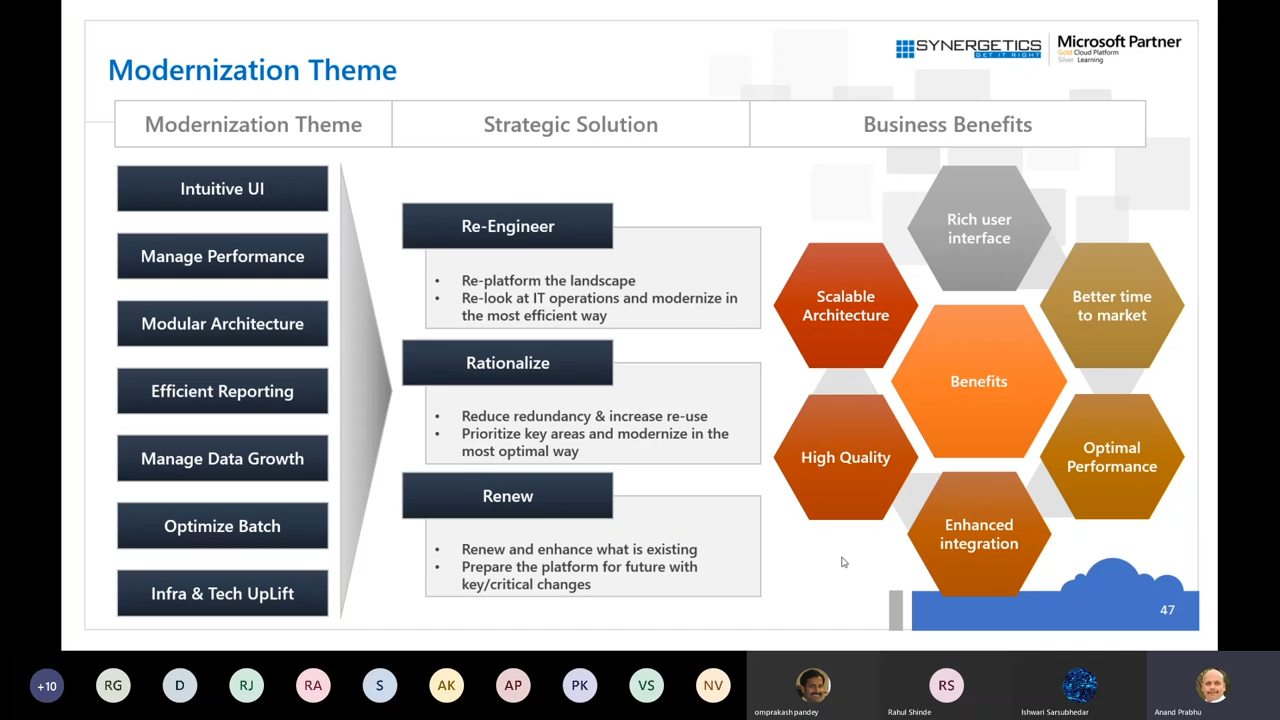 SYNERGETICS
GET IT RIGHT
Microsoft Partner
Gold Cloud Platform
Silver Learning
Modernization Theme
Modernization Theme
Strategic Solution
Business Benefits
Intuitive UI
Manage Performance
Modular Architecture
Efficient Reporting
Manage Data Growth
Optimize Batch
Infra & Tech UpLift
Re-Engineer
• Re-platform the landscape
• Re-look at IT operations and modernize in
the most efficient way
Rationalize
• Reduce redundancy & increase re-use
• Prioritize key areas and modernize in the
most optimal way
Renew
• Renew and enhance what is existing
• Prepare the platform for future with
key/critical changes
Rich user
interface
Scalable
Architecture
Better time
to market
Benefits
High Quality
Optimal
Performance
Enhanced
integration
47
+10
RG
D
RJ
RA
S
AK
AP
PK
VS
NV
omprakash pandey
RS
Rahul Shinde
Ishwari Sarsubhedar
Anand Prabhu